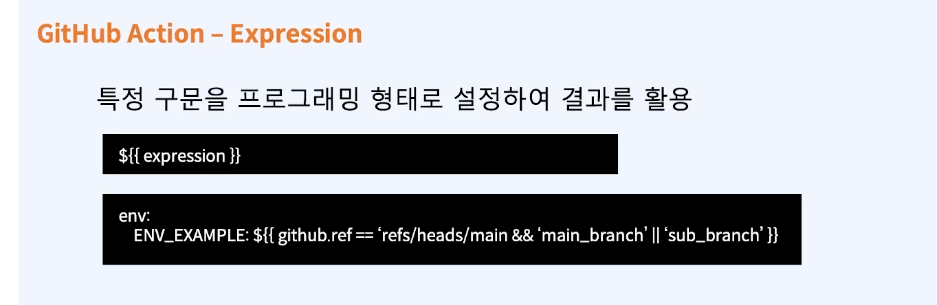 GitHub Action – Expression
특정 구문을 프로그래밍 형태로 설정하여 결과를 활용
${{ expression }}
env:
ENV_EXAMPLE: ${{ github.ref == ‘refs/heads/main && ‘main_branch’ || ‘sub_branch’ }}